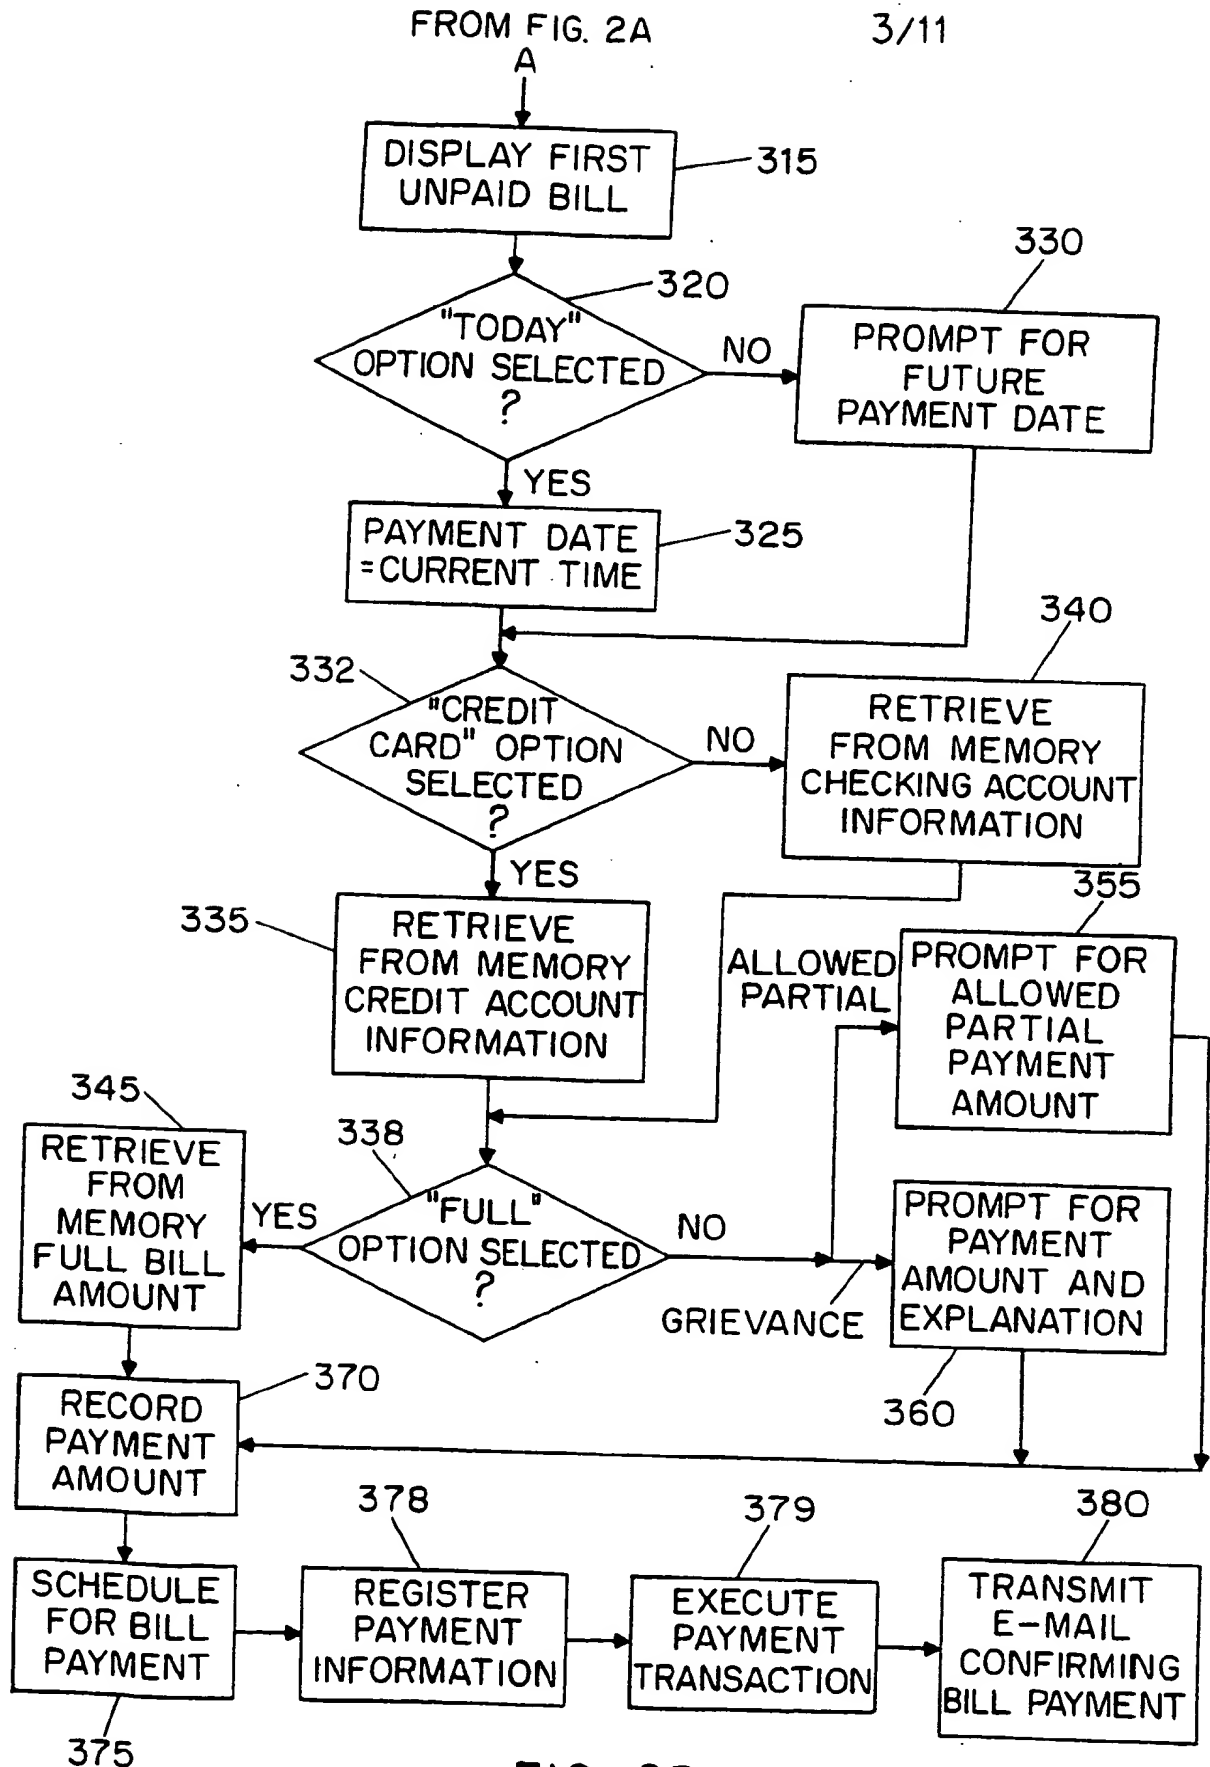 FROM FIG. 2A
3/11
A
DISPLAY FIRST
UNPAID BILL
315
320
"TODAY"
OPTION SELECTED
?
NO
330
PROMPT FOR
FUTURE
PAYMENT DATE
YES
PAYMENT DATE
=CURRENT TIME
325
332
"CREDIT
CARD" OPTION
SELECTED
?
NO
340
RETRIEVE
FROM MEMORY
CHECKING ACCOUNT
INFORMATION
YES
335
RETRIEVE
FROM MEMORY
CREDIT ACCOUNT
INFORMATION
355
ALLOWED
PARTIAL
PROMPT FOR
ALLOWED
PARTIAL
PAYMENT
AMOUNT
345
RETRIEVE
FROM
MEMORY
FULL BILL
AMOUNT
YES
338
"FULL"
OPTION SELECTED
?
NO
GRIEVANCE
PROMPT FOR
PAYMENT
AMOUNT AND
EXPLANATION
360
370
RECORD
PAYMENT
AMOUNT
SCHEDULE
FOR BILL
PAYMENT
375
378
REGISTER
PAYMENT
INFORMATION
379
EXECUTE
PAYMENT
TRANSACTION
380
TRANSMIT
E-MAIL
CONFIRMING
BILL PAYMENT